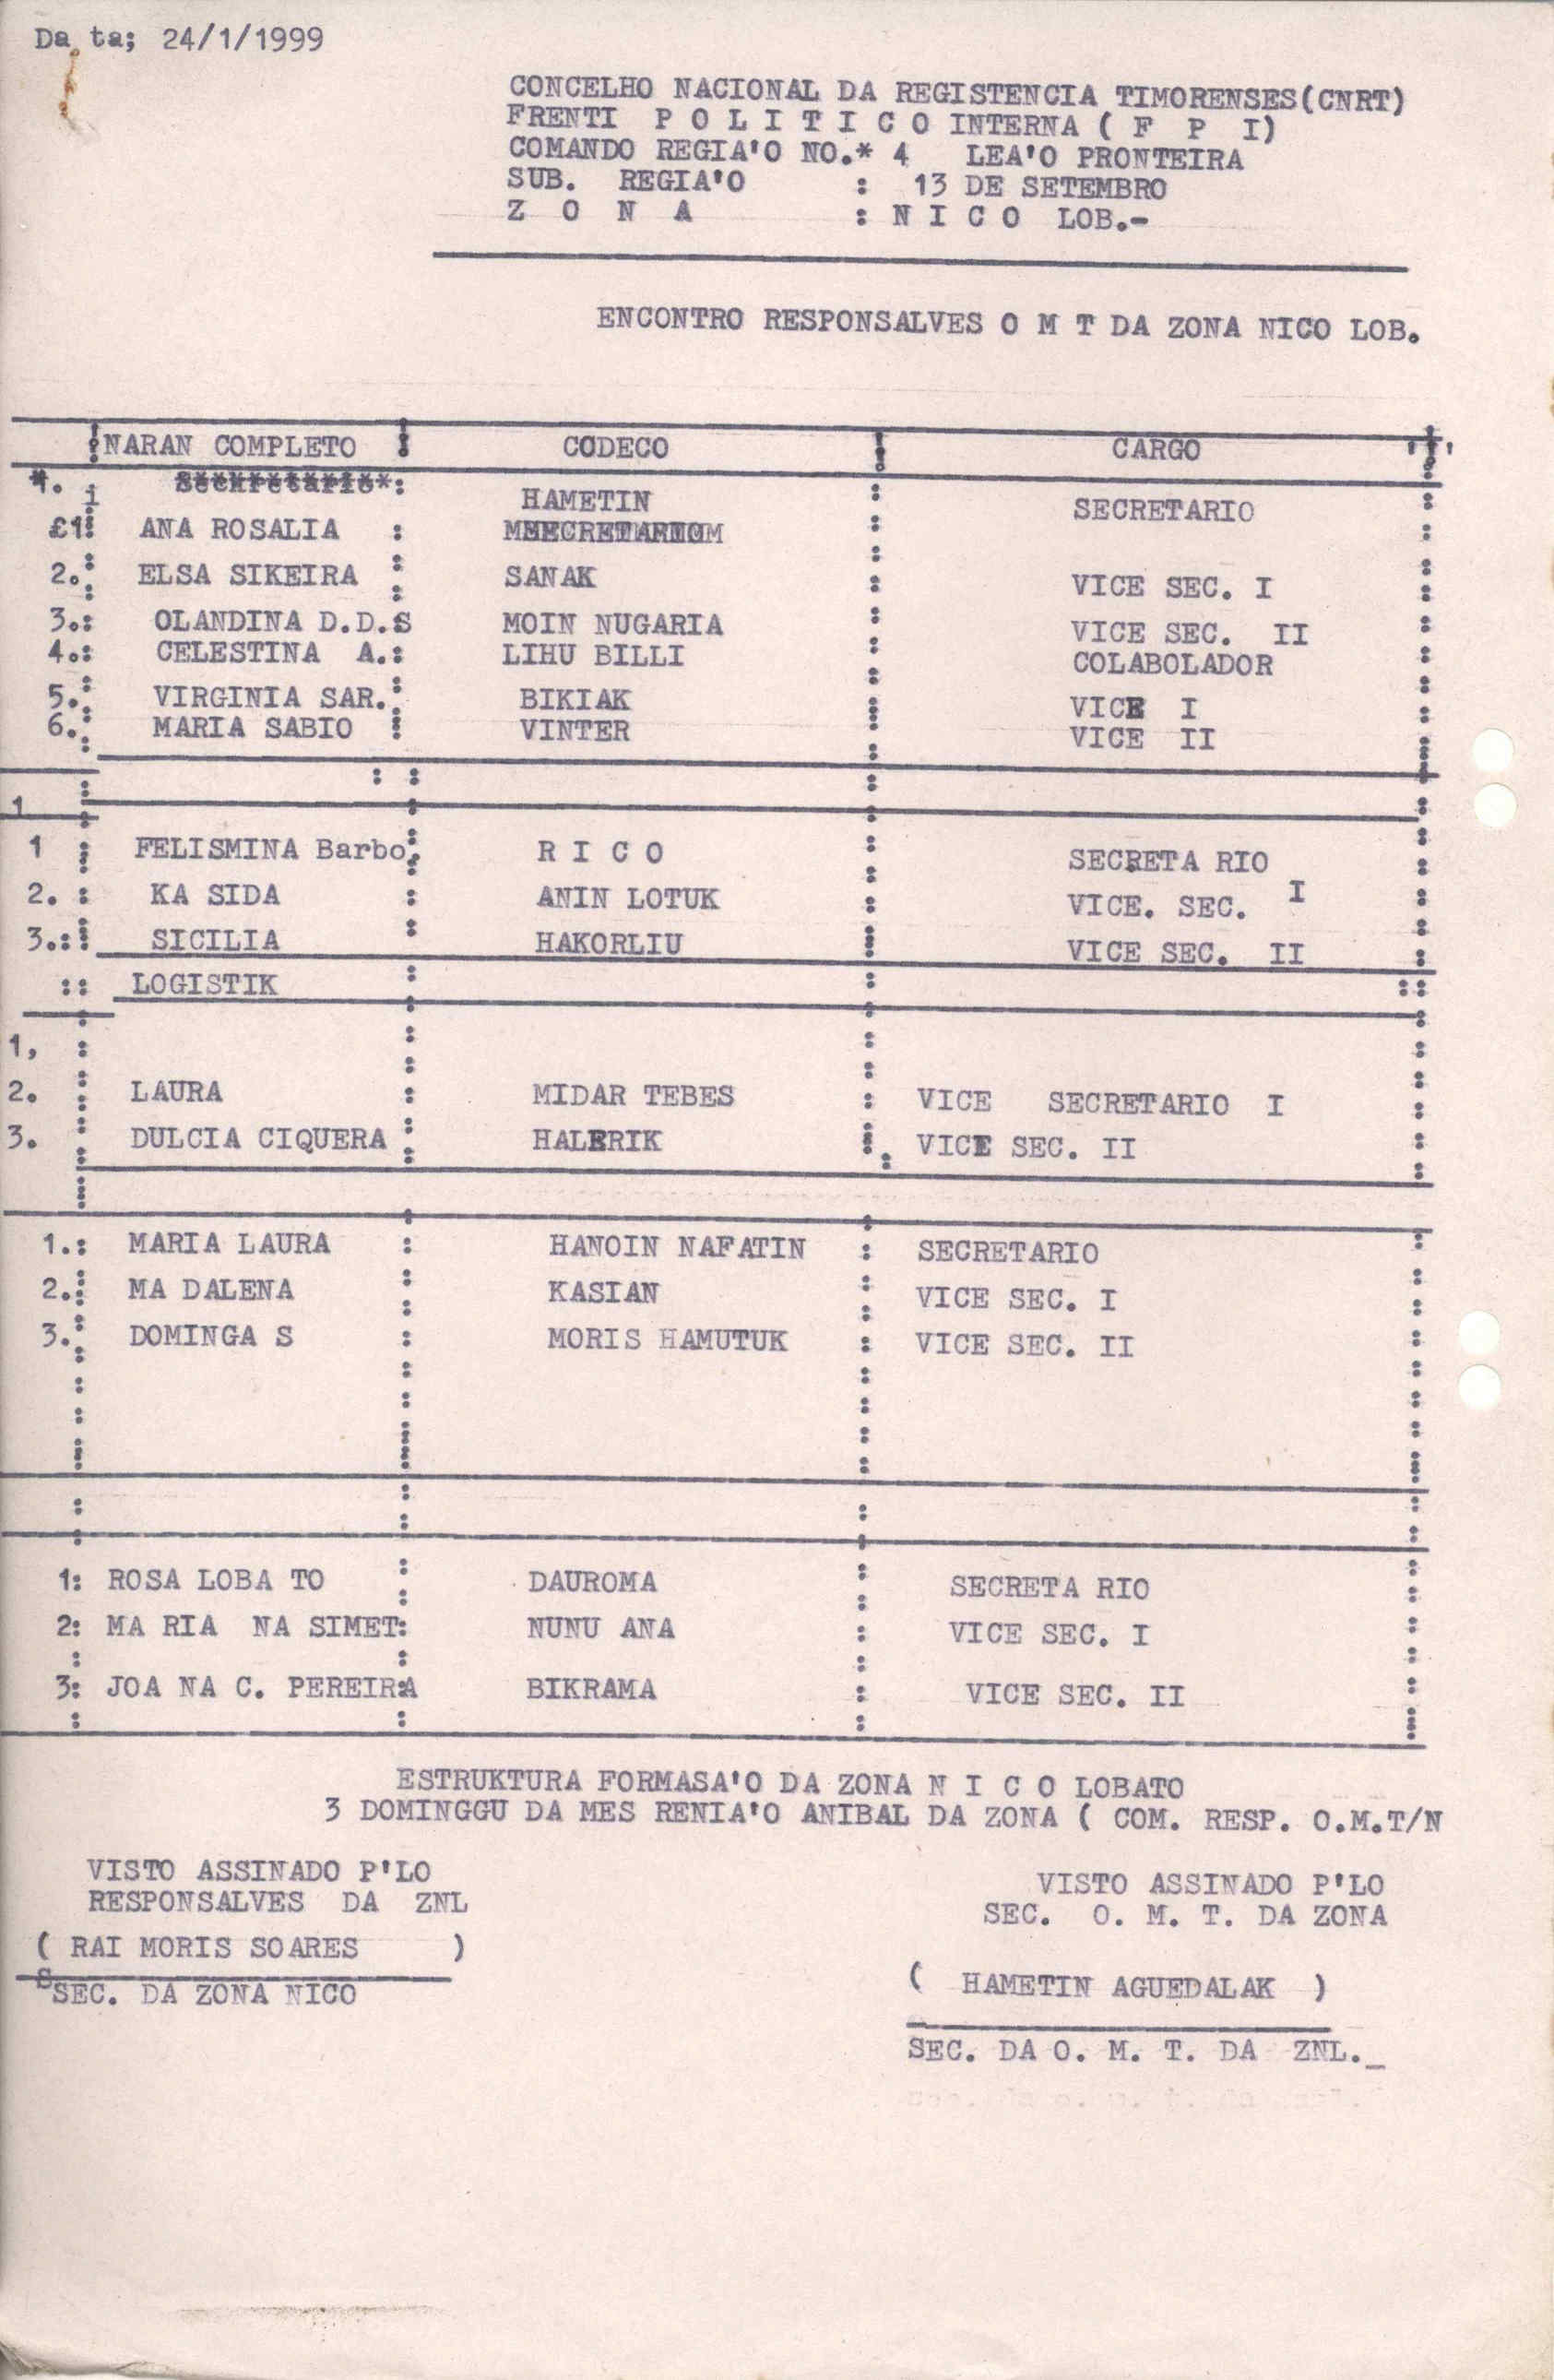 Da ta; 24/1/1999
CONCELHO NACIONAL DA REGISTENCIA TIMORENSES(CNRT)
FRENTI P O L I T I C O INTERNA ( F P I)
COMANDO REGIA'O NO.* 4 LEA'O PRONTEIRA
SUB. REGIA'O : 13 DE SETEMBRO
Z O N A : N I C O LOB.-
ENCONTRO RESPONSALVES O M T DA ZONA NICO LOB.
NARAN COMPLETO CODECO CARGO
HAMETIN SECRETARIO
£1: ANA ROSALIA :
2.: ELSA SIKEIRA : SANAK : VICE SEC. I
3.: OLANDINA D.D.S MOIN NUGARIA : VICE SEC. II
4.: CELESTINA A.: LIHU BILLI : COLABOLADOR
5.: VIRGINIA SAR.: BIKIAK : VICE I
6.: MARIA SABIO : VINTER : VICE II
1
1 : FELISMINA Barbo: R I C O : SECRETA RIO
2. : KA SIDA : ANIN LOTUK : VICE. SEC. I
3.: SICILIA : HAKORLIU : VICE SEC. II
:: LOGISTIK : : ::
1, :
2. : LAURA : MIDAR TEBES : VICE SECRETARIO I
3. : DULCIA CIQUERA : HALERIK : VICE SEC. II
1.: MARIA LAURA : HANOIN NAFATIN : SECRETARIO
2.: MA DALENA : KASIAN : VICE SEC. I
3.: DOMINGA S : MORIS HAMUTUK : VICE SEC. II
1: ROSA LOBA TO : DAUROMA : SECRETA RIO
2: MA RIA NA SIMET: NUNU ANA : VICE SEC. I
3: JOA NA C. PEREIRA BIKRAMA : VICE SEC. II
ESTRUKTURA FORMASA'O DA ZONA N I C O LOBATO
3 DOMINGGU DA MES RENIA'O ANIBAL DA ZONA ( COM. RESP. O.M.T/N
VISTO ASSINADO P'LO
RESPONSALVES DA ZNL
( RAI MORIS SOARES )
SSEC. DA ZONA NICO
VISTO ASSINADO P'LO
SEC. O. M. T. DA ZONA
( HAMETIN AGUEDALAK )
SEC. DA O. M. T. DA ZNL._